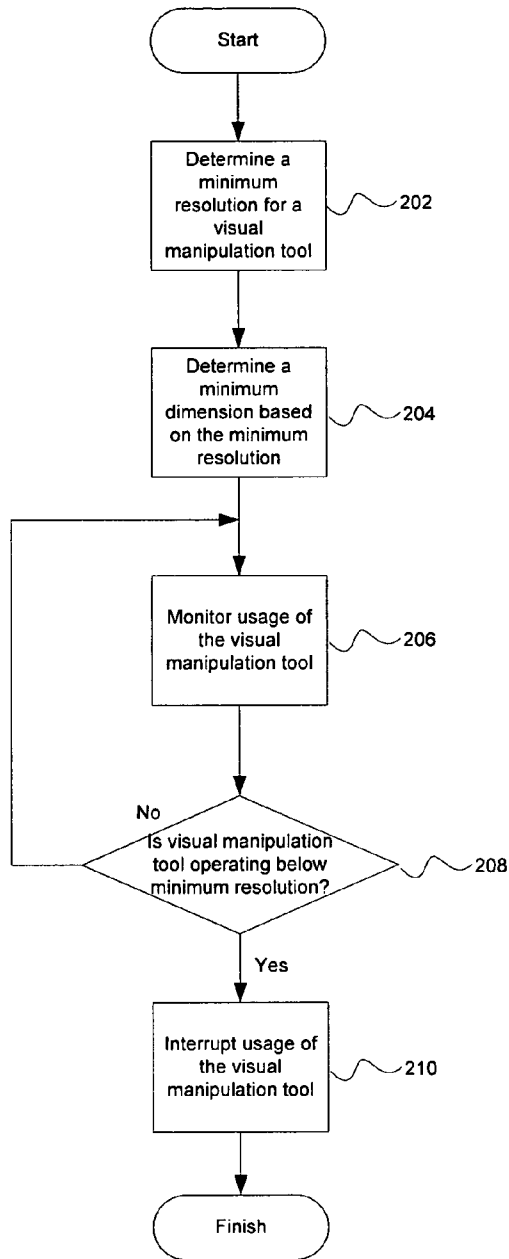 Start
Determine a
minimum
resolution for a
visual
manipulation tool
202
Determine a
minimum
dimension based
on the minimum
resolution
204
Monitor usage of
the visual
manipulation tool
206
No
Is visual manipulation
tool operating below
minimum resolution?
208
Yes
Interrupt usage of
the visual
manipulation tool
210
Finish